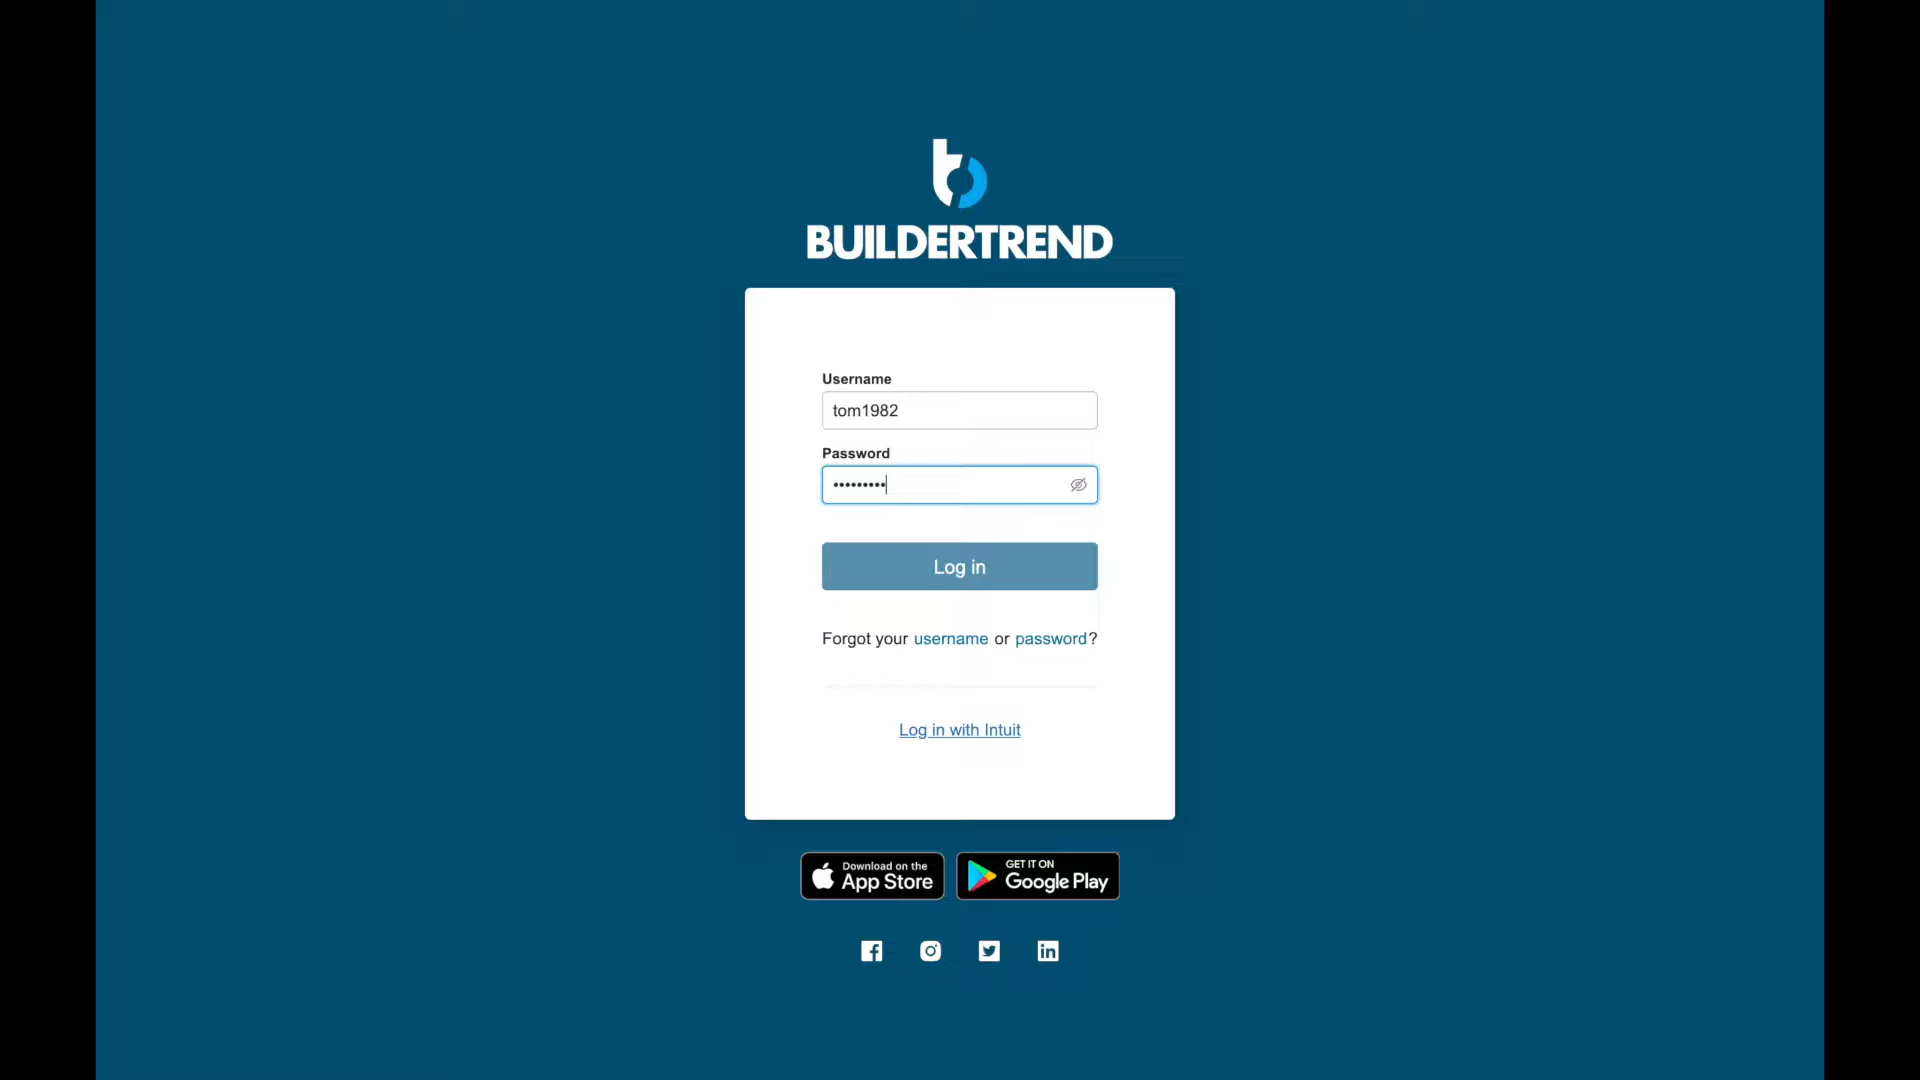 BUILDERTREND
Username
tom1982
Password
•••••••••
Log in
Forgot your username or password?
Log in with Intuit
Download on the
App Store
GET IT ON
Google Play